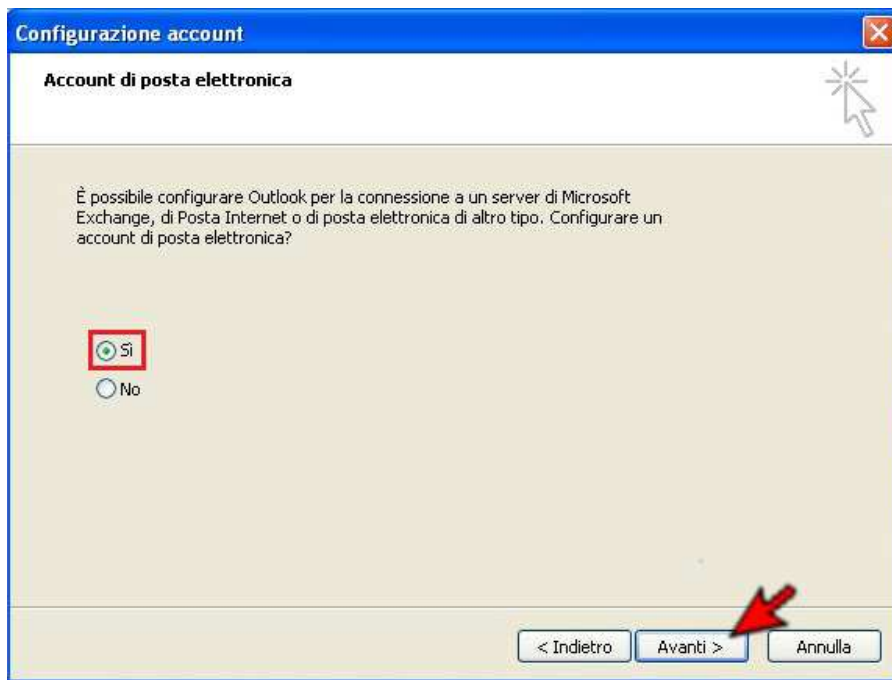 Configurazione account
Account di posta elettronica
È possibile configurare Outlook per la connessione a un server di Microsoft
Exchange, di Posta Internet o di posta elettronica di altro tipo. Configurare un
account di posta elettronica?
Sì
No
< Indietro Avanti > Annulla